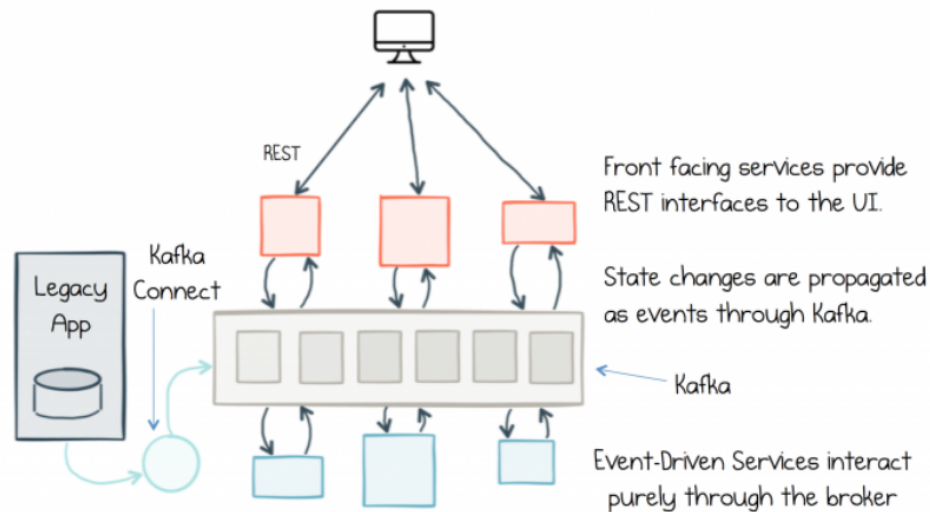 REST
Front facing services provide
REST interfaces to the UI.
Kafka
Connect
Legacy
App
State changes are propagated
as events through Kafka.
Kafka
Event-Driven Services interact
purely through the broker